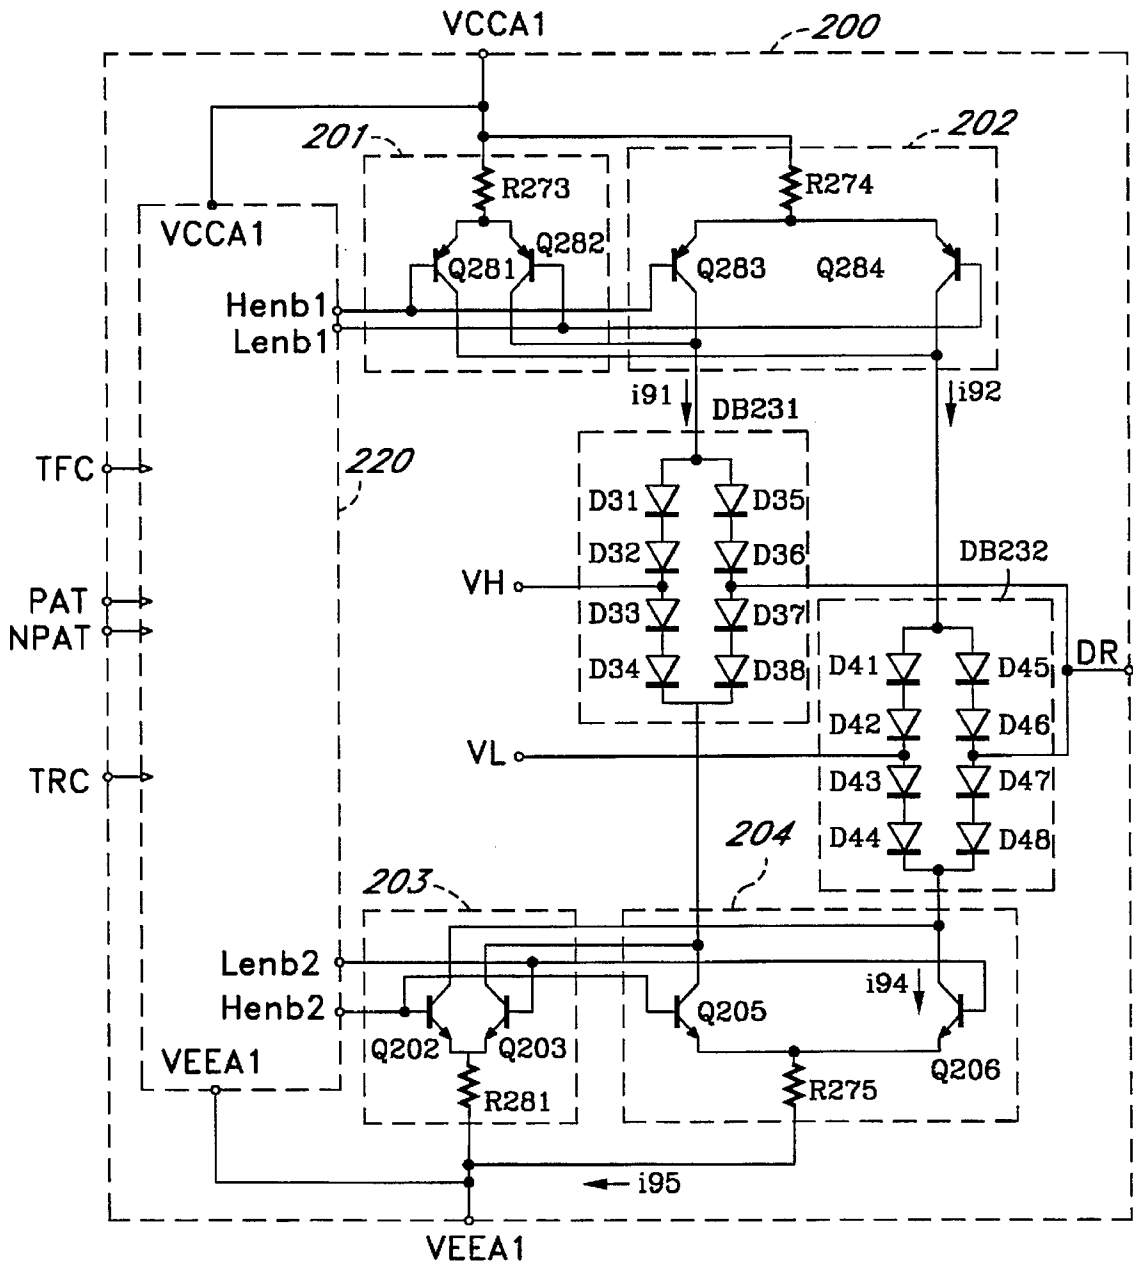 VCCA1
200
201
202
R273
R274
VCCA1
Q281
Q282
Q283
Q284
Henb1
Lenb1
i91
DB231
i92
TFC
220
D31
D35
D32
D36
DB232
VH
PAT
NPAT
D33
D37
D34
D38
D41
D45
DR
D42
D46
VL
TRC
D43
D47
D44
D48
204
203
Lenb2
Henb2
i94
Q205
Q202
Q203
Q206
VEEA1
R281
R275
i95
VEEA1